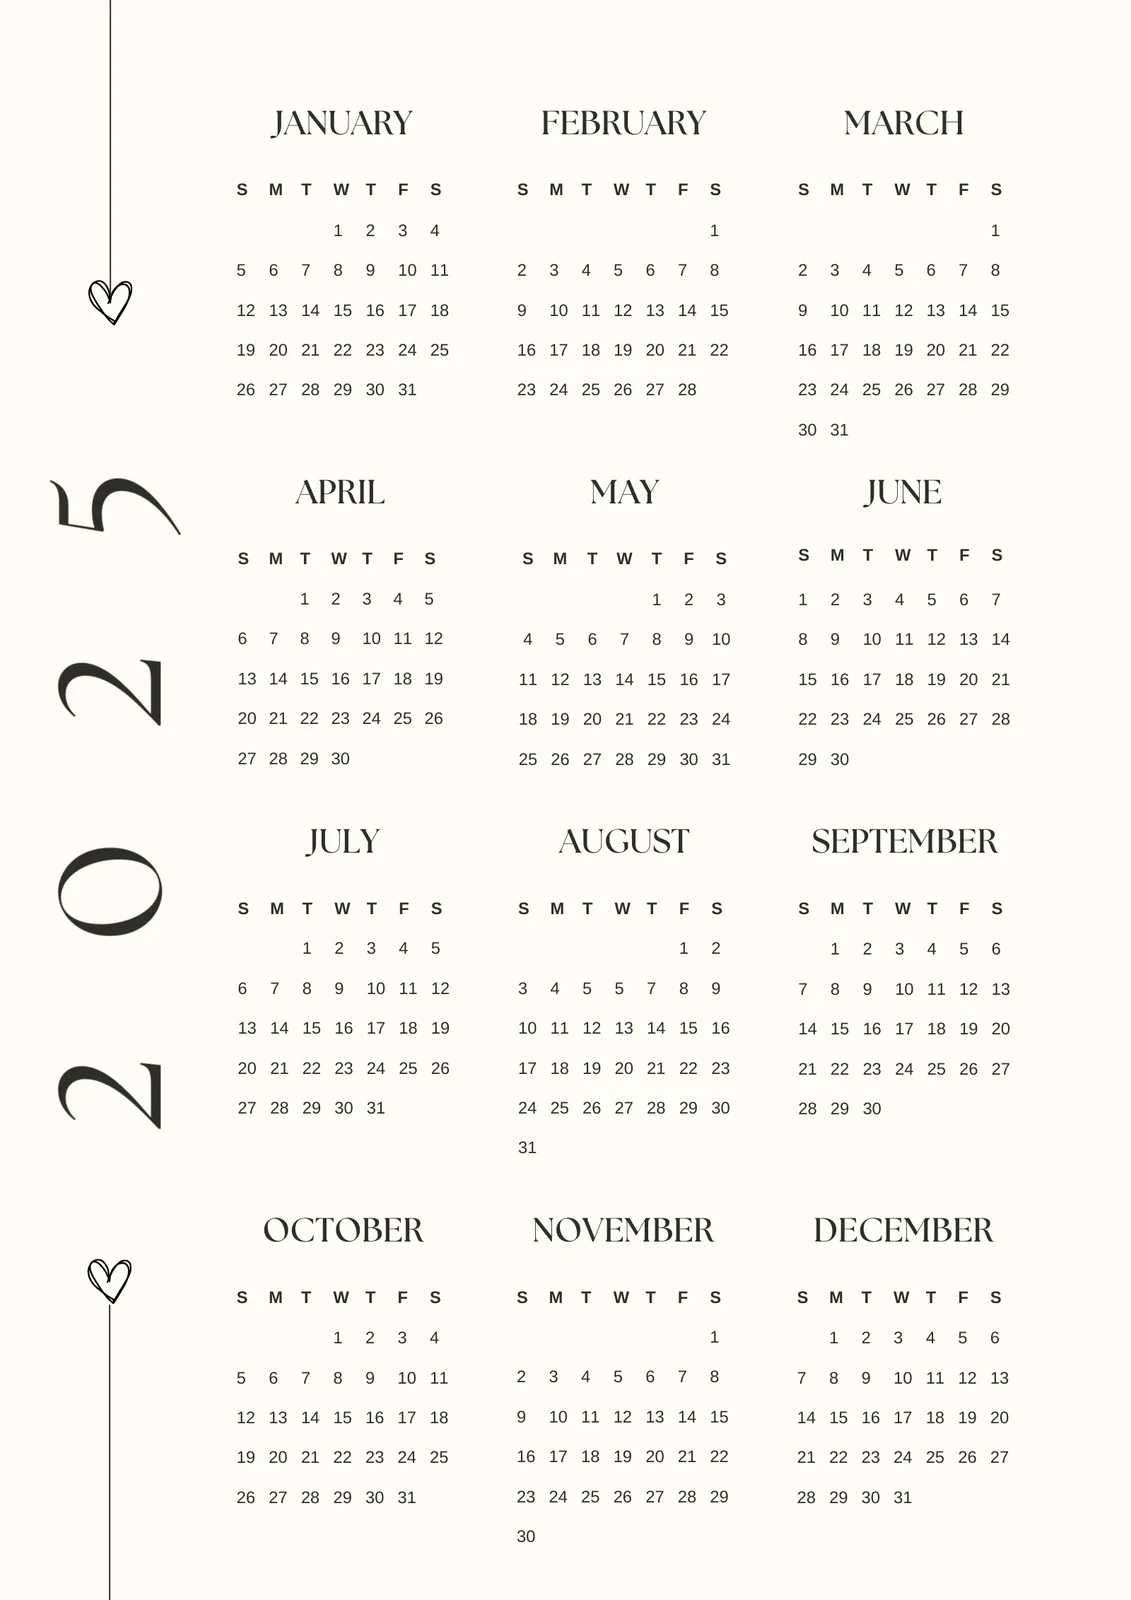 2 0 2 5
JANUARY
S M T W T F S
1 2 3 4
5 6 7 8 9 10 11
12 13 14 15 16 17 18
19 20 21 22 23 24 25
26 27 28 29 30 31
FEBRUARY
S M T W T F S
1
2 3 4 5 6 7 8
9 10 11 12 13 14 15
16 17 18 19 20 21 22
23 24 25 26 27 28
MARCH
S M T W T F S
1
2 3 4 5 6 7 8
9 10 11 12 13 14 15
16 17 18 19 20 21 22
23 24 25 26 27 28 29
30 31
APRIL
S M T W T F S
1 2 3 4 5
6 7 8 9 10 11 12
13 14 15 16 17 18 19
20 21 22 23 24 25 26
27 28 29 30
MAY
S M T W T F S
1 2 3
4 5 6 7 8 9 10
11 12 13 14 15 16 17
18 19 20 21 22 23 24
25 26 27 28 29 30 31
JUNE
S M T W T F S
1 2 3 4 5 6 7
8 9 10 11 12 13 14
15 16 17 18 19 20 21
22 23 24 25 26 27 28
29 30
JULY
S M T W T F S
1 2 3 4 5
6 7 8 9 10 11 12
13 14 15 16 17 18 19
20 21 22 23 24 25 26
27 28 29 30 31
AUGUST
S M T W T F S
1 2
3 4 5 5 7 8 9
10 11 12 13 14 15 16
17 18 19 20 21 22 23
24 25 26 27 28 29 30
31
SEPTEMBER
S M T W T F S
1 2 3 4 5 6
7 8 9 10 11 12 13
14 15 16 17 18 19 20
21 22 23 24 25 26 27
28 29 30
OCTOBER
S M T W T F S
1 2 3 4
5 6 7 8 9 10 11
12 13 14 15 16 17 18
19 20 21 22 23 24 25
26 27 28 29 30 31
NOVEMBER
S M T W T F S
1
2 3 4 5 6 7 8
9 10 11 12 13 14 15
16 17 18 19 20 21 22
23 24 25 26 27 28 29
30
DECEMBER
S M T W T F S
1 2 3 4 5 6
7 8 9 10 11 12 13
14 15 16 17 18 19 20
21 22 23 24 25 26 27
28 29 30 31